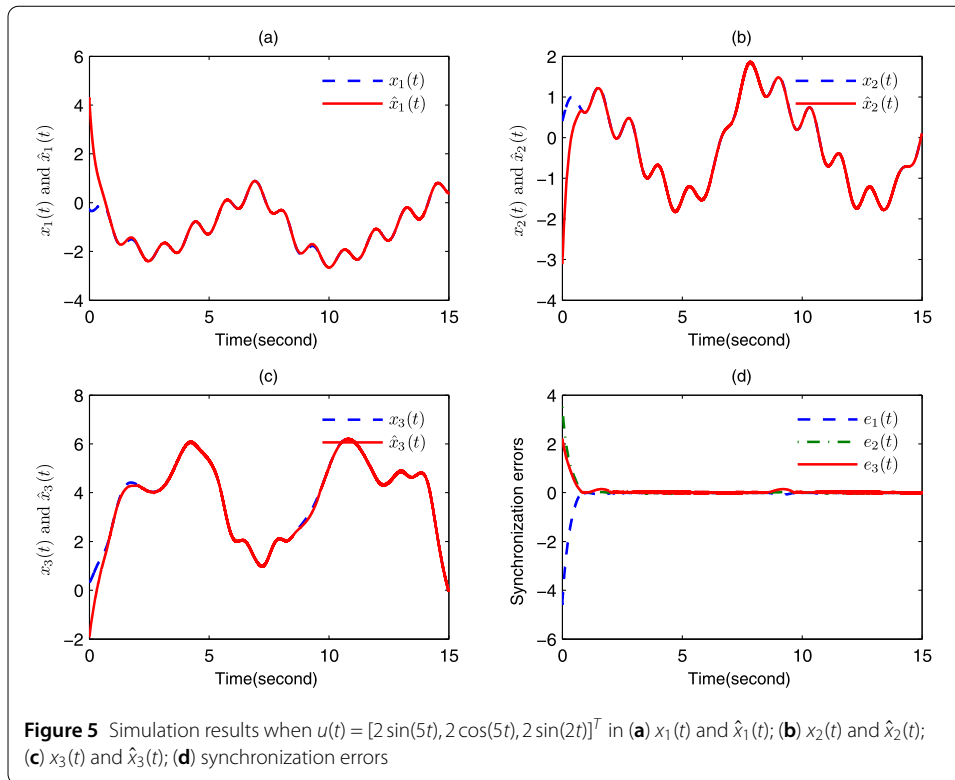 (a)
x₁(t) and x̂₁(t)
6
4
2
0
−2
−4
0 5 10 15
Time(second)
x₁(t)
x̂₁(t)
(b)
x₂(t) and x̂₂(t)
2
1
0
−1
−2
−3
−4
0 5 10 15
Time(second)
x₂(t)
x̂₂(t)
(c)
x₃(t) and x̂₃(t)
8
6
4
2
0
−2
0 5 10 15
Time(second)
x₃(t)
x̂₃(t)
(d)
Synchronization errors
4
2
0
−2
−4
−6
0 5 10 15
Time(second)
e₁(t)
e₂(t)
e₃(t)
Figure 5 Simulation results when u(t) = [2 sin(5t), 2 cos(5t), 2 sin(2t)]ᵀ in (a) x₁(t) and x̂₁(t); (b) x₂(t) and x̂₂(t);
(c) x₃(t) and x̂₃(t); (d) synchronization errors